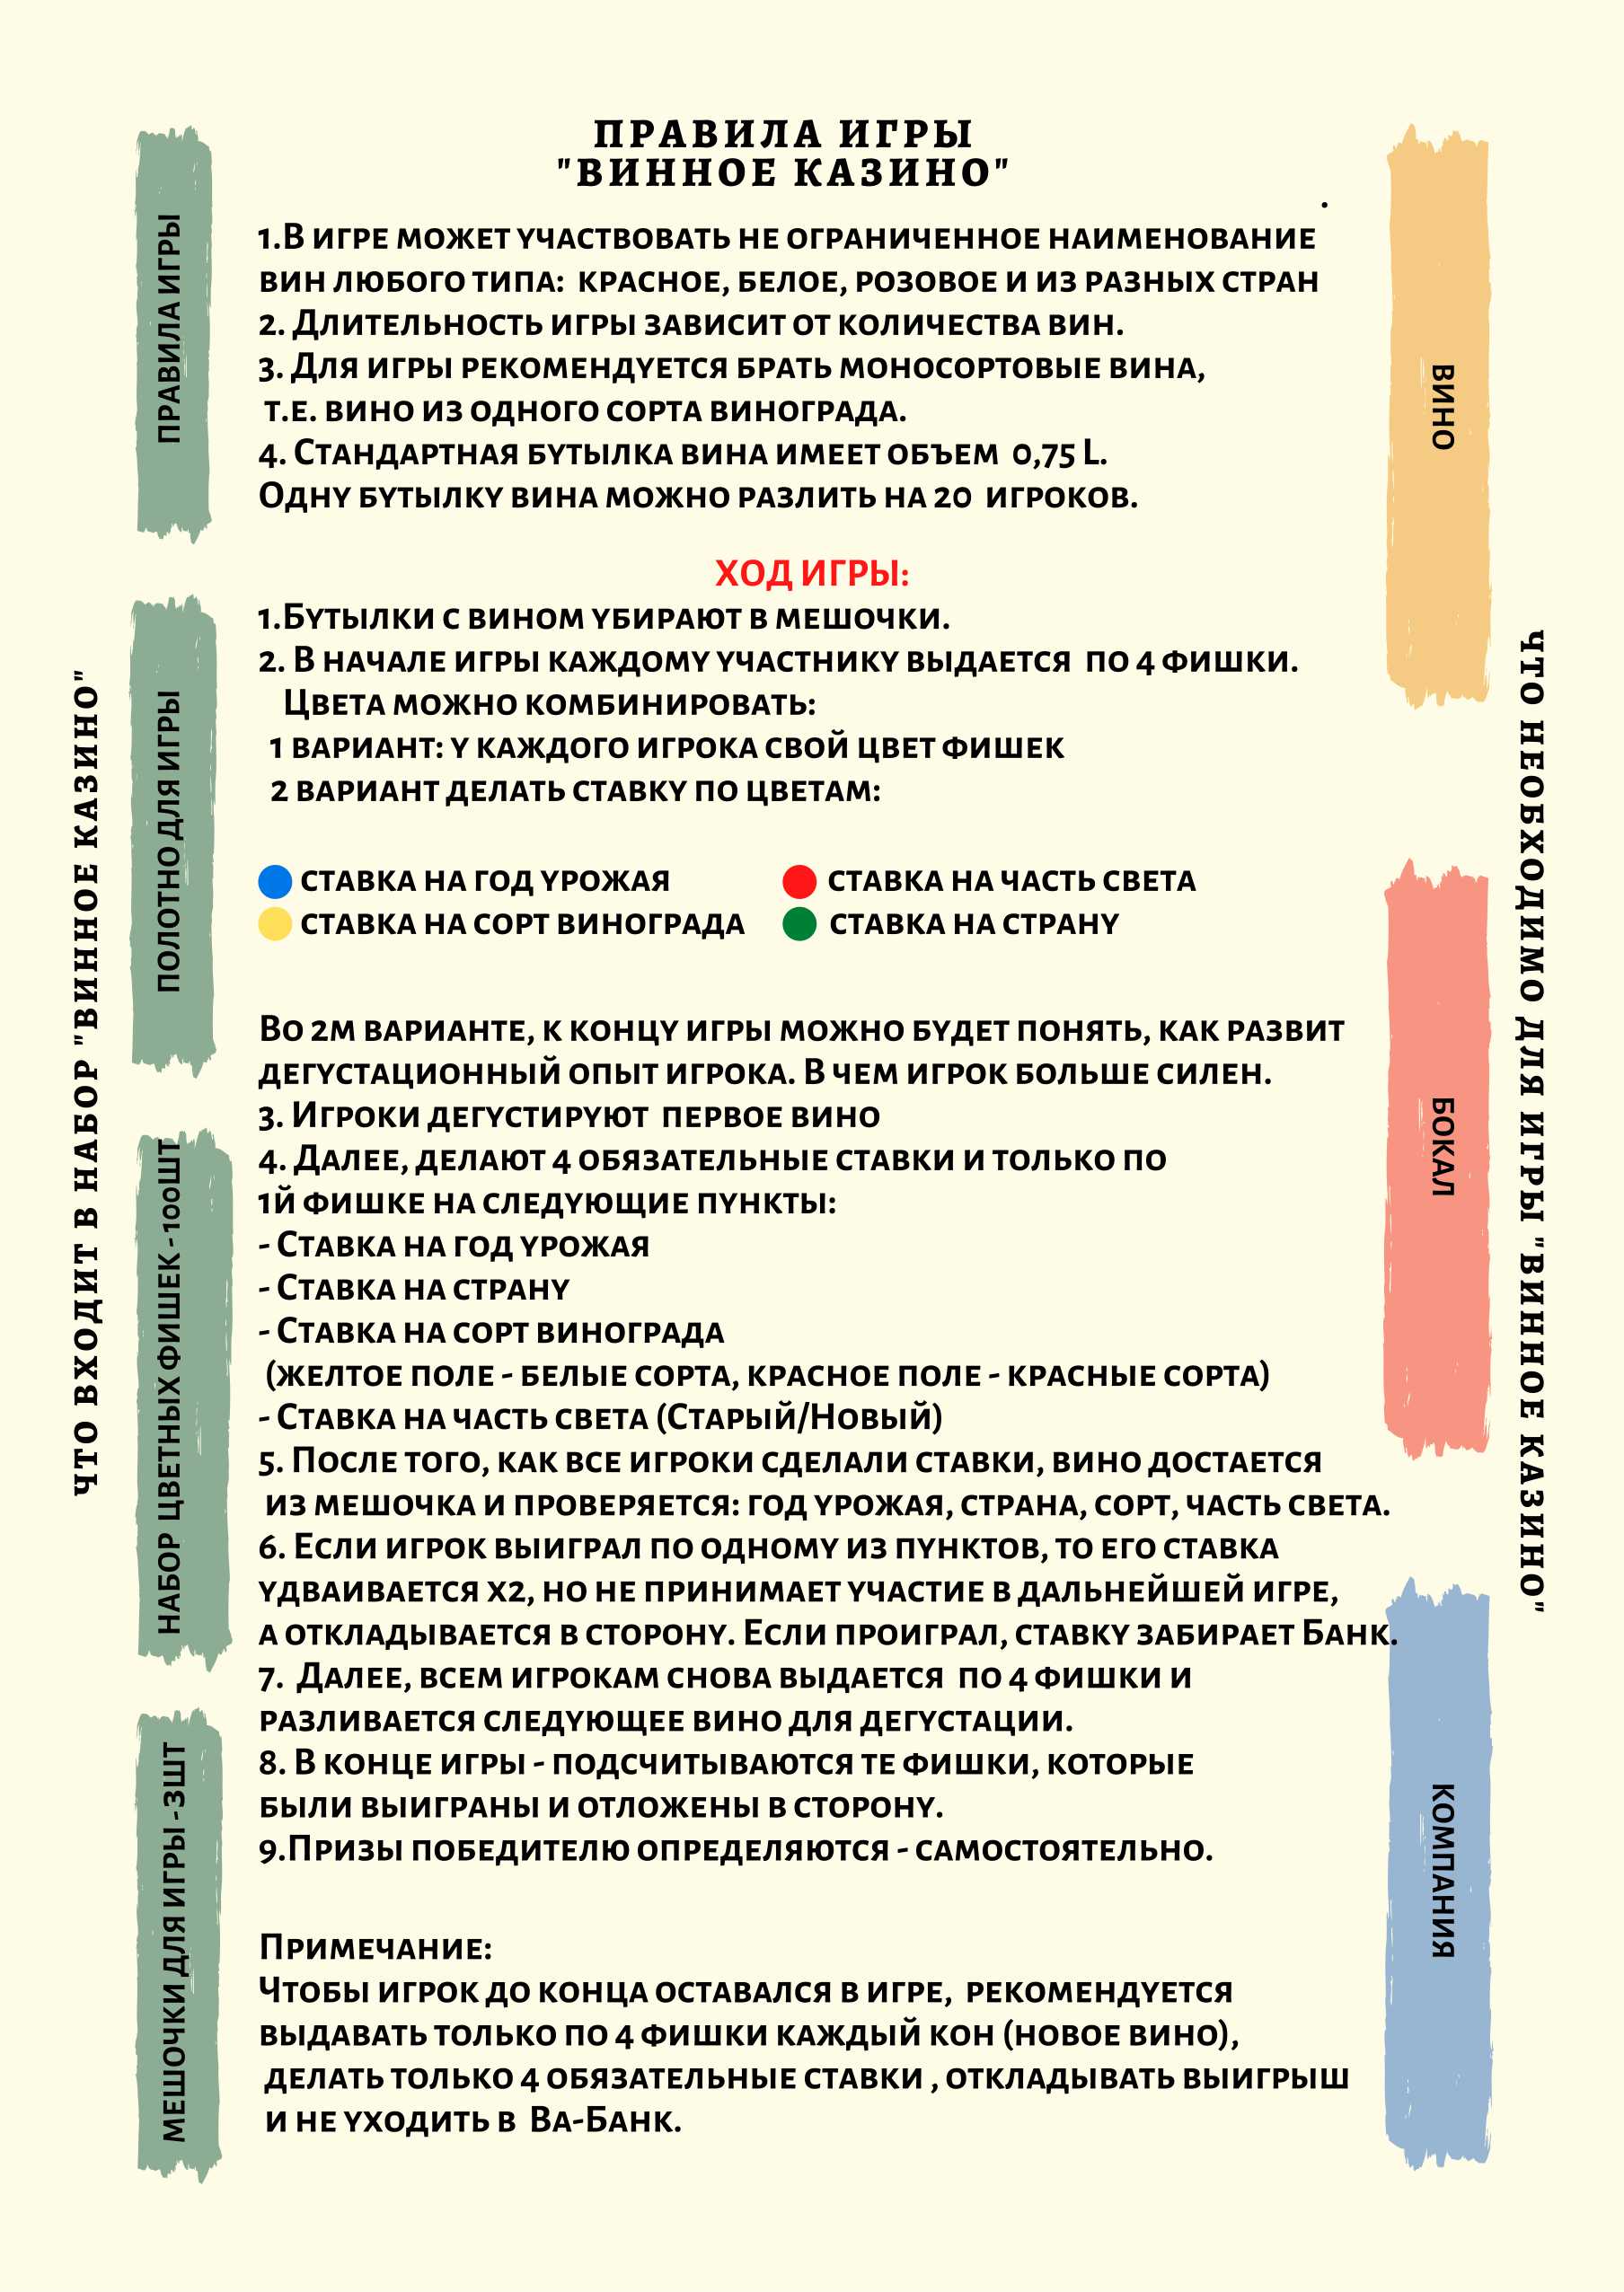 ПРАВИЛА ИГРЫ
"ВИННОЕ КАЗИНО"
.
1.В ИГРЕ МОЖЕТ УЧАСТВОВАТЬ НЕ ОГРАНИЧЕННОЕ НАИМЕНОВАНИЕ
ВИН ЛЮБОГО ТИПА: КРАСНОЕ, БЕЛОЕ, РОЗОВОЕ И ИЗ РАЗНЫХ СТРАН
2. ДЛИТЕЛЬНОСТЬ ИГРЫ ЗАВИСИТ ОТ КОЛИЧЕСТВА ВИН.
3. ДЛЯ ИГРЫ РЕКОМЕНДУЕТСЯ БРАТЬ МОНОСОРТОВЫЕ ВИНА,
Т.Е. ВИНО ИЗ ОДНОГО СОРТА ВИНОГРАДА.
4. СТАНДАРТНАЯ БУТЫЛКА ВИНА ИМЕЕТ ОБЪЕМ 0,75 L.
ОДНУ БУТЫЛКУ ВИНА МОЖНО РАЗЛИТЬ НА 20 ИГРОКОВ.
ХОД ИГРЫ:
1.БУТЫЛКИ С ВИНОМ УБИРАЮТ В МЕШОЧКИ.
2. В НАЧАЛЕ ИГРЫ КАЖДОМУ УЧАСТНИКУ ВЫДАЕТСЯ ПО 4 ФИШКИ.
ЦВЕТА МОЖНО КОМБИНИРОВАТЬ:
1 ВАРИАНТ: У КАЖДОГО ИГРОКА СВОЙ ЦВЕТ ФИШЕК
2 ВАРИАНТ ДЕЛАТЬ СТАВКУ ПО ЦВЕТАМ:
СТАВКА НА ГОД УРОЖАЯ
СТАВКА НА ЧАСТЬ СВЕТА
СТАВКА НА СОРТ ВИНОГРАДА
СТАВКА НА СТРАНУ
ВО 2М ВАРИАНТЕ, К КОНЦУ ИГРЫ МОЖНО БУДЕТ ПОНЯТЬ, КАК РАЗВИТ
ДЕГУСТАЦИОННЫЙ ОПЫТ ИГРОКА. В ЧЕМ ИГРОК БОЛЬШЕ СИЛЕН.
3. ИГРОКИ ДЕГУСТИРУЮТ ПЕРВОЕ ВИНО
4. ДАЛЕЕ, ДЕЛАЮТ 4 ОБЯЗАТЕЛЬНЫЕ СТАВКИ И ТОЛЬКО ПО
1Й ФИШКЕ НА СЛЕДУЮЩИЕ ПУНКТЫ:
- СТАВКА НА ГОД УРОЖАЯ
- СТАВКА НА СТРАНУ
- СТАВКА НА СОРТ ВИНОГРАДА
(ЖЕЛТОЕ ПОЛЕ - БЕЛЫЕ СОРТА, КРАСНОЕ ПОЛЕ - КРАСНЫЕ СОРТА)
- СТАВКА НА ЧАСТЬ СВЕТА (СТАРЫЙ/НОВЫЙ)
5. ПОСЛЕ ТОГО, КАК ВСЕ ИГРОКИ СДЕЛАЛИ СТАВКИ, ВИНО ДОСТАЕТСЯ
ИЗ МЕШОЧКА И ПРОВЕРЯЕТСЯ: ГОД УРОЖАЯ, СТРАНА, СОРТ, ЧАСТЬ СВЕТА.
6. ЕСЛИ ИГРОК ВЫИГРАЛ ПО ОДНОМУ ИЗ ПУНКТОВ, ТО ЕГО СТАВКА
УДВАИВАЕТСЯ Х2, НО НЕ ПРИНИМАЕТ УЧАСТИЕ В ДАЛЬНЕЙШЕЙ ИГРЕ,
А ОТКЛАДЫВАЕТСЯ В СТОРОНУ. ЕСЛИ ПРОИГРАЛ, СТАВКУ ЗАБИРАЕТ БАНК.
7. ДАЛЕЕ, ВСЕМ ИГРОКАМ СНОВА ВЫДАЕТСЯ ПО 4 ФИШКИ И
РАЗЛИВАЕТСЯ СЛЕДУЮЩЕЕ ВИНО ДЛЯ ДЕГУСТАЦИИ.
8. В КОНЦЕ ИГРЫ - ПОДСЧИТЫВАЮТСЯ ТЕ ФИШКИ, КОТОРЫЕ
БЫЛИ ВЫИГРАНЫ И ОТЛОЖЕНЫ В СТОРОНУ.
9.ПРИЗЫ ПОБЕДИТЕЛЮ ОПРЕДЕЛЯЮТСЯ - САМОСТОЯТЕЛЬНО.
ПРИМЕЧАНИЕ:
ЧТОБЫ ИГРОК ДО КОНЦА ОСТАВАЛСЯ В ИГРЕ, РЕКОМЕНДУЕТСЯ
ВЫДАВАТЬ ТОЛЬКО ПО 4 ФИШКИ КАЖДЫЙ КОН (НОВОЕ ВИНО),
ДЕЛАТЬ ТОЛЬКО 4 ОБЯЗАТЕЛЬНЫЕ СТАВКИ , ОТКЛАДЫВАТЬ ВЫИГРЫШ
И НЕ УХОДИТЬ В ВА-БАНК.
ЧТО ВХОДИТ В НАБОР "ВИННОЕ КАЗИНО"
ПРАВИЛА ИГРЫ
ПОЛОТНО ДЛЯ ИГРЫ
НАБОР ЦВЕТНЫХ ФИШЕК - 100ШТ
МЕШОЧКИ ДЛЯ ИГРЫ - 3ШТ
ЧТО НЕОБХОДИМО ДЛЯ ИГРЫ "ВИННОЕ КАЗИНО"
ВИНО
БОКАЛ
КОМПАНИЯ